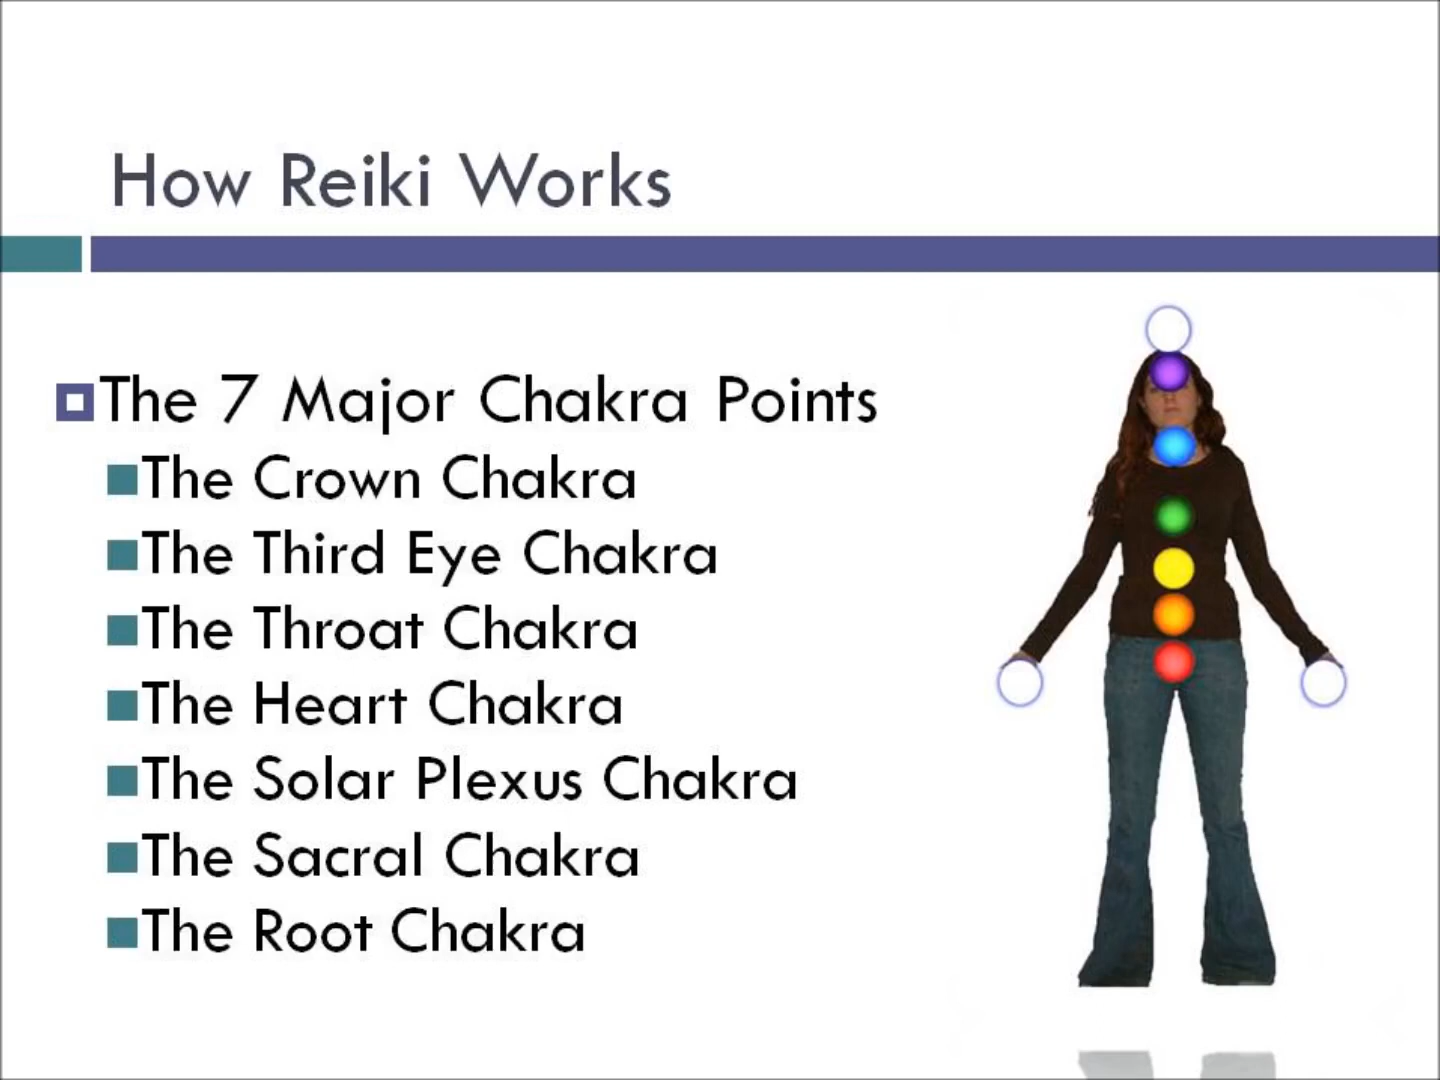 How Reiki Works
The 7 Major Chakra Points
The Crown Chakra
The Third Eye Chakra
The Throat Chakra
The Heart Chakra
The Solar Plexus Chakra
The Sacral Chakra
The Root Chakra